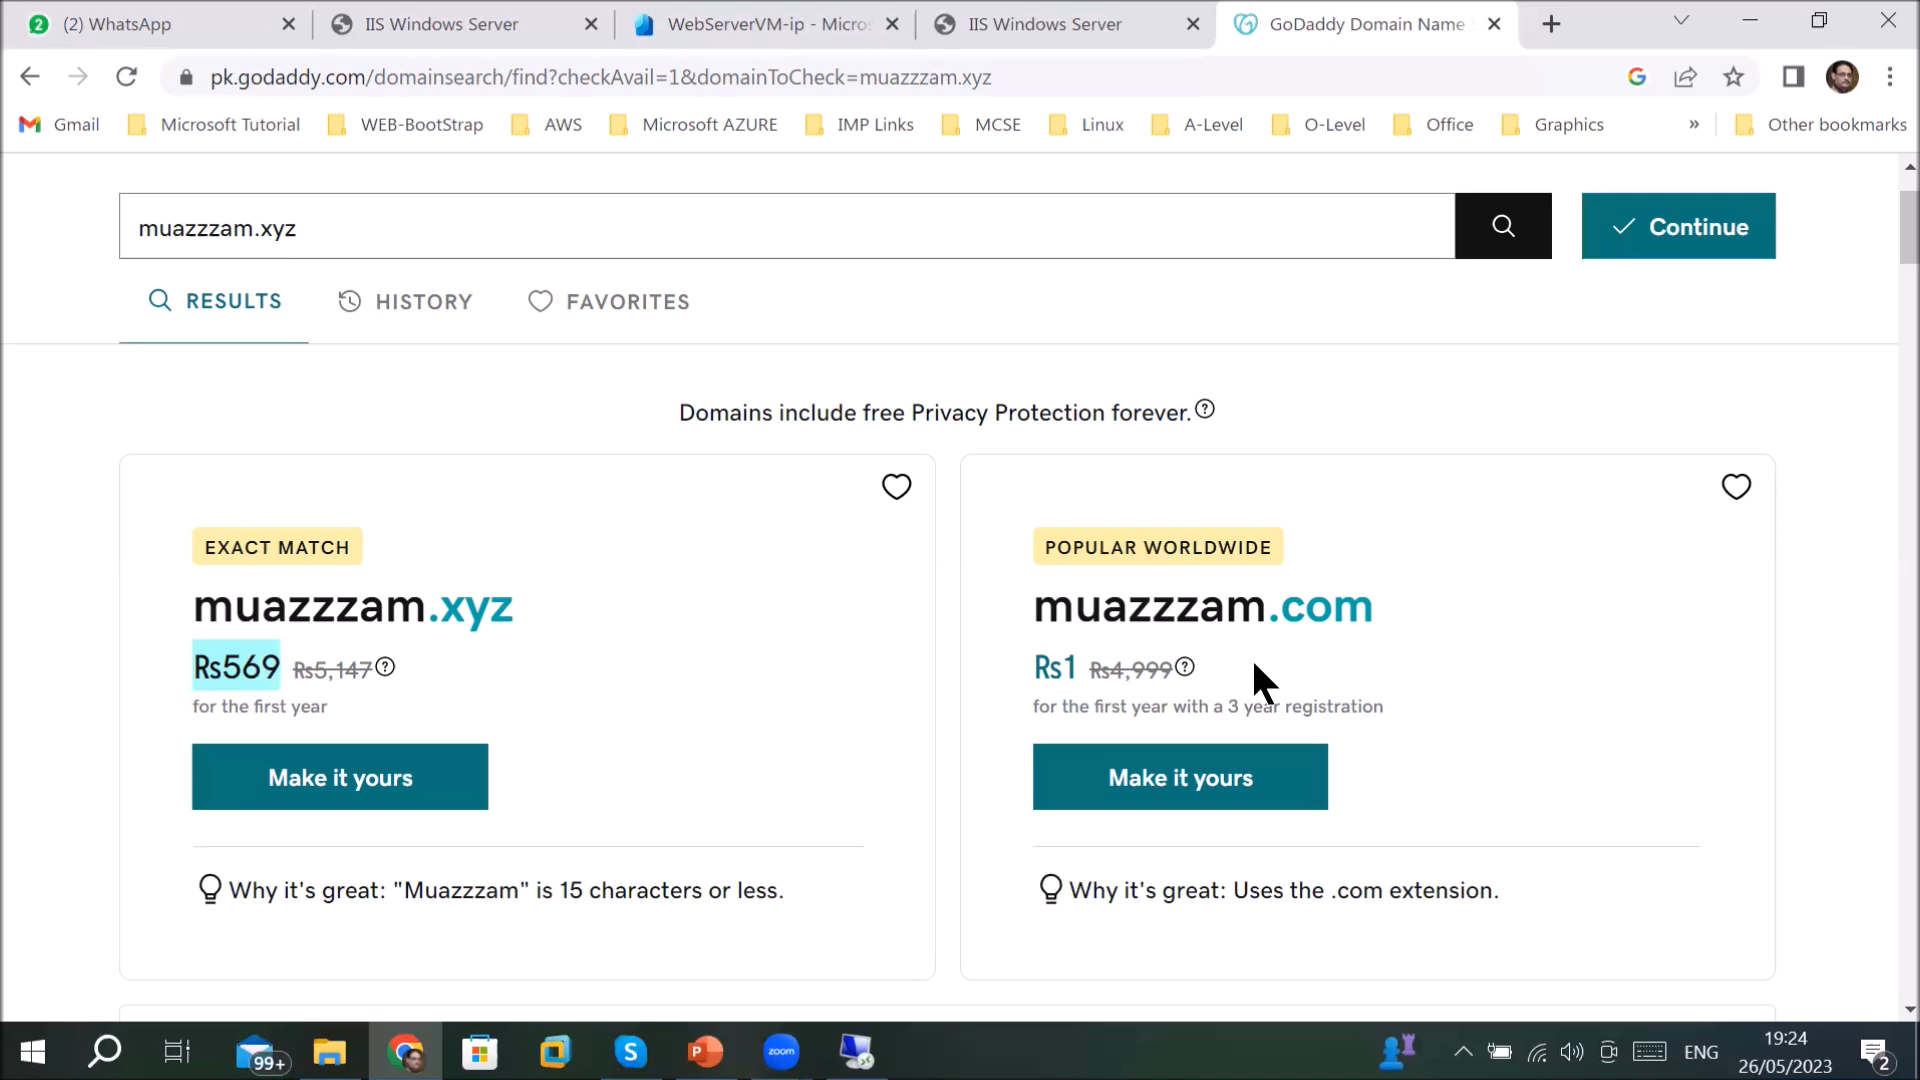 2 (2) WhatsApp
IIS Windows Server
WebServerVM-ip - Micros
IIS Windows Server
GoDaddy Domain Name
pk.godaddy.com/domainsearch/find?checkAvail=1&domainToCheck=muazzzam.xyz
Gmail Microsoft Tutorial WEB-BootStrap AWS Microsoft AZURE IMP Links MCSE Linux A-Level O-Level Office Graphics » Other bookmarks
muazzzam.xyz
Continue
RESULTS HISTORY FAVORITES
Domains include free Privacy Protection forever.
EXACT MATCH
muazzzam.xyz
Rs569 Rs5,147
for the first year
Make it yours
Why it's great: "Muazzzam" is 15 characters or less.
POPULAR WORLDWIDE
muazzzam.com
Rs1 Rs4,999
for the first year with a 3 year registration
Make it yours
Why it's great: Uses the .com extension.
99+
zoom
ENG
19:24
26/05/2023
2